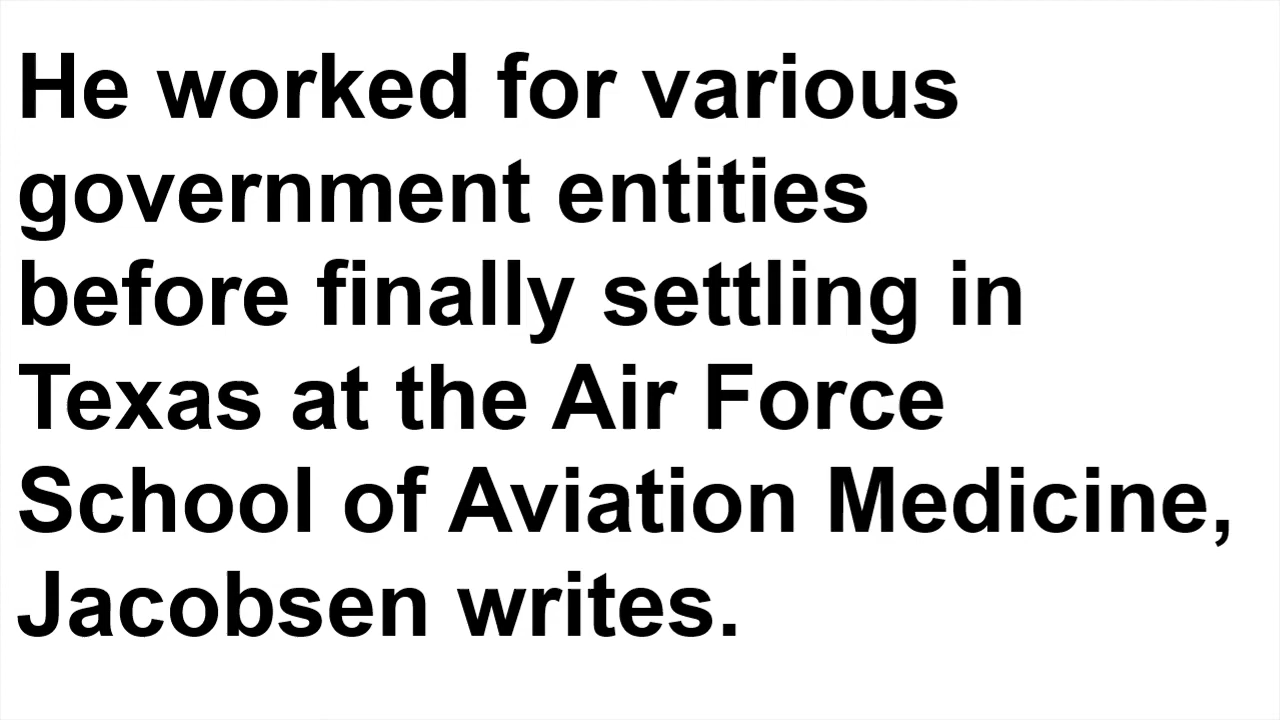 He worked for various
government entities
before finally settling in
Texas at the Air Force
School of Aviation Medicine,
Jacobsen writes.